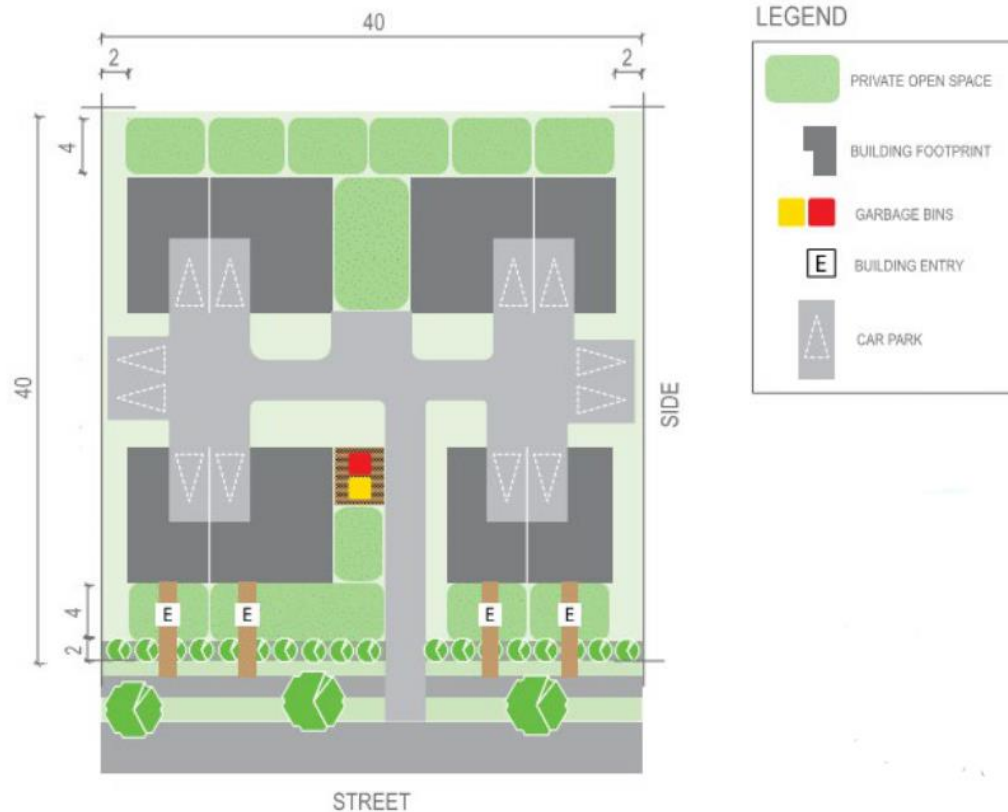 40
2
2
4
40
4
2
E
E
E
E
SIDE
STREET
LEGEND
PRIVATE OPEN SPACE
BUILDING FOOTPRINT
GARBAGE BINS
E
BUILDING ENTRY
CAR PARK